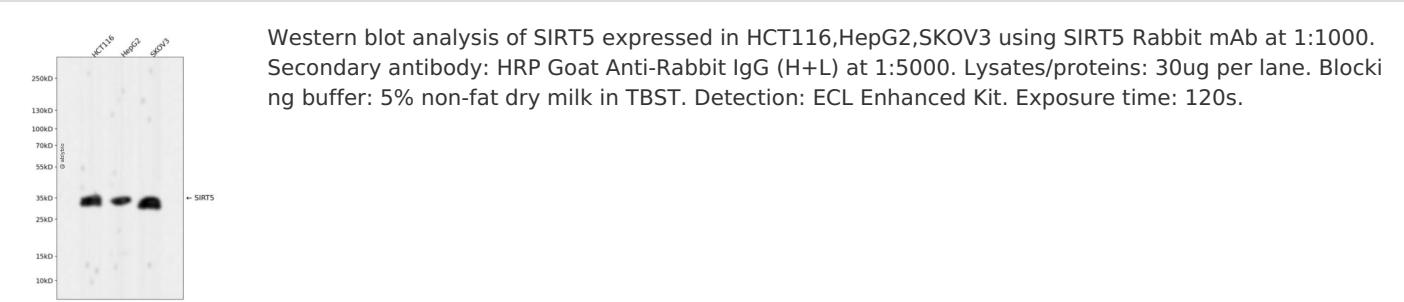 HCT116
HepG2
SKOV3
250kD
130kD
100kD
70kD
55kD
35kD
25kD
15kD
10kD
@ abbybio
← SIRT5
Western blot analysis of SIRT5 expressed in HCT116,HepG2,SKOV3 using SIRT5 Rabbit mAb at 1:1000.
Secondary antibody: HRP Goat Anti-Rabbit IgG (H+L) at 1:5000. Lysates/proteins: 30ug per lane. Blocki
ng buffer: 5% non-fat dry milk in TBST. Detection: ECL Enhanced Kit. Exposure time: 120s.